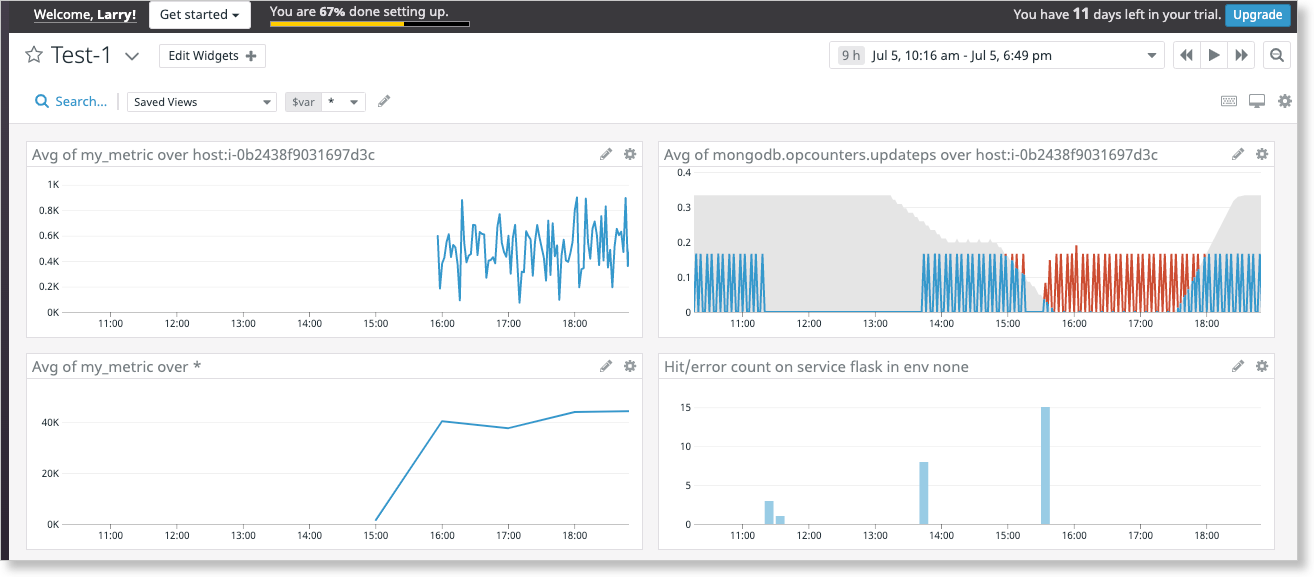 Welcome, Larry! Get started You are 67% done setting up. You have 11 days left in your trial. Upgrade
Test-1 Edit Widgets + 9 h Jul 5, 10:16 am - Jul 5, 6:49 pm
Search... Saved Views $var *
Avg of my_metric over host:i-0b2438f9031697d3c
1K
0.8K
0.6K
0.4K
0.2K
0K
11:00 12:00 13:00 14:00 15:00 16:00 17:00 18:00
Avg of mongodb.opcounters.updateps over host:i-0b2438f9031697d3c
0.4
0.3
0.2
0.1
0
11:00 12:00 13:00 14:00 15:00 16:00 17:00 18:00
Avg of my_metric over *
40K
20K
0K
11:00 12:00 13:00 14:00 15:00 16:00 17:00 18:00
Hit/error count on service flask in env none
15
10
5
0
11:00 12:00 13:00 14:00 15:00 16:00 17:00 18:00